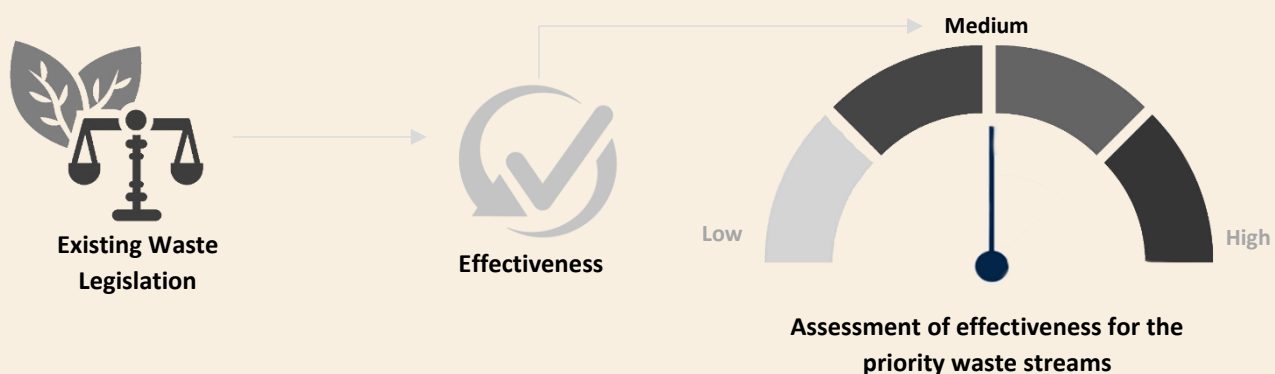 Medium
Existing Waste
Legislation
Effectiveness
Low
High
Assessment of effectiveness for the
priority waste streams